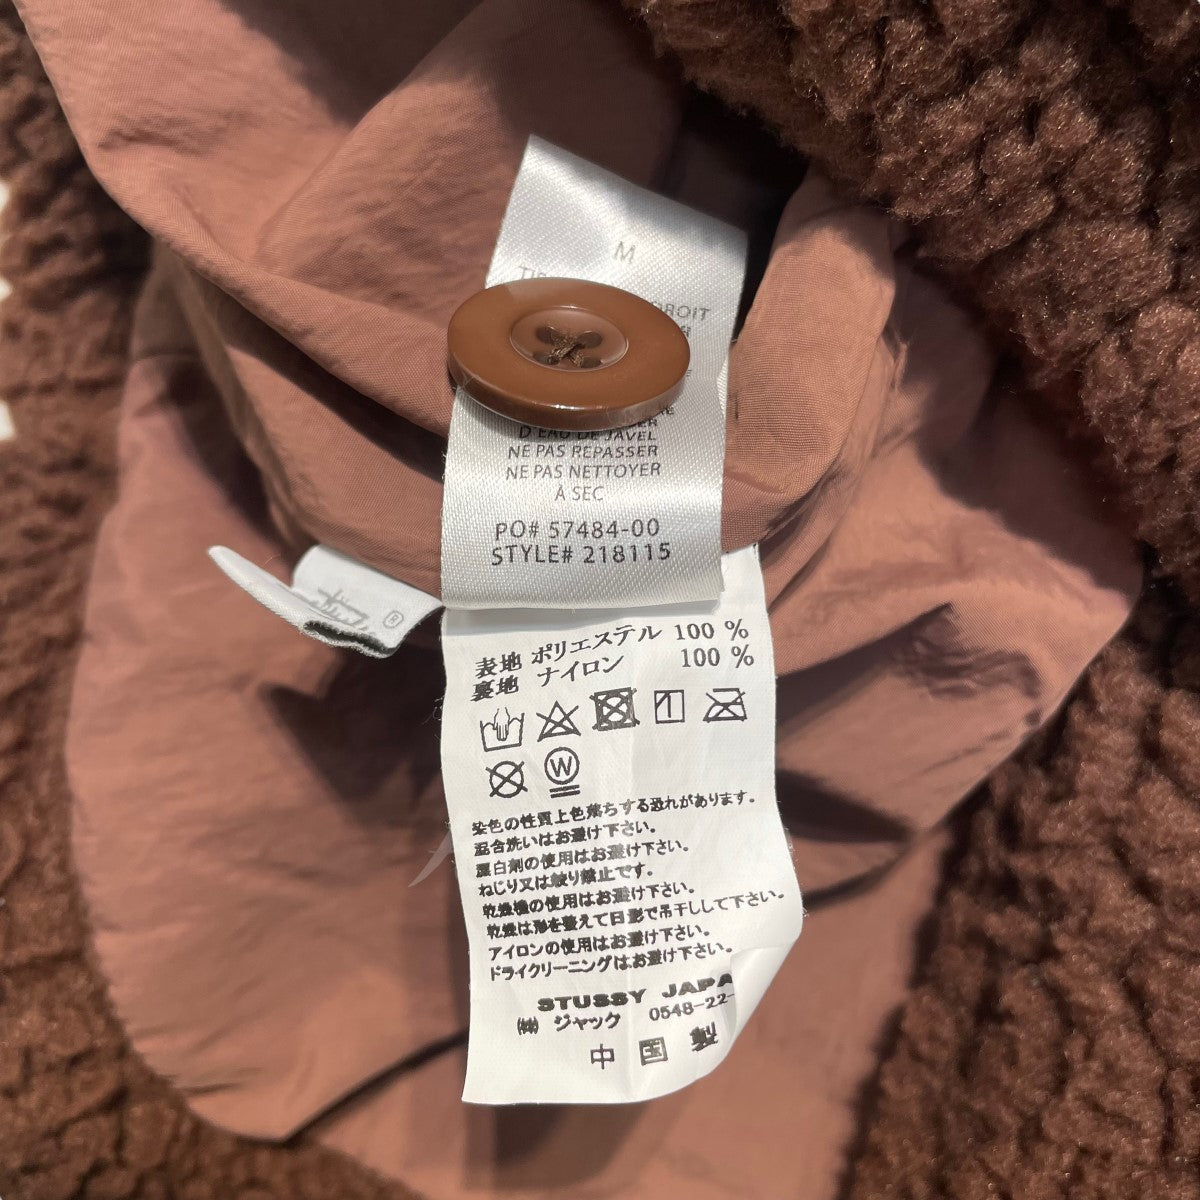 M
DROIT
D EAU DE JAVEL
NE PAS REPASSER
NE PAS NETTOYER
À SEC
PO# 57484-00
STYLE# 218115
®
表地 ポリエステル 100 %
裏地 ナイロン 100 %
W
染色の性質上色落ちする恐れがあります。
混合洗いはお避け下さい。
漂白剤の使用はお避け下さい。
ねじり又は絞り禁止です。
乾燥機の使用はお避け下さい。
乾燥は形を整えて日影で吊干しして下さい。
アイロンの使用はお避け下さい。
ドライクリーニングはお避け下さい。
STUSSY JAPA
㈱ ジャック 0548-22-
中 国 製